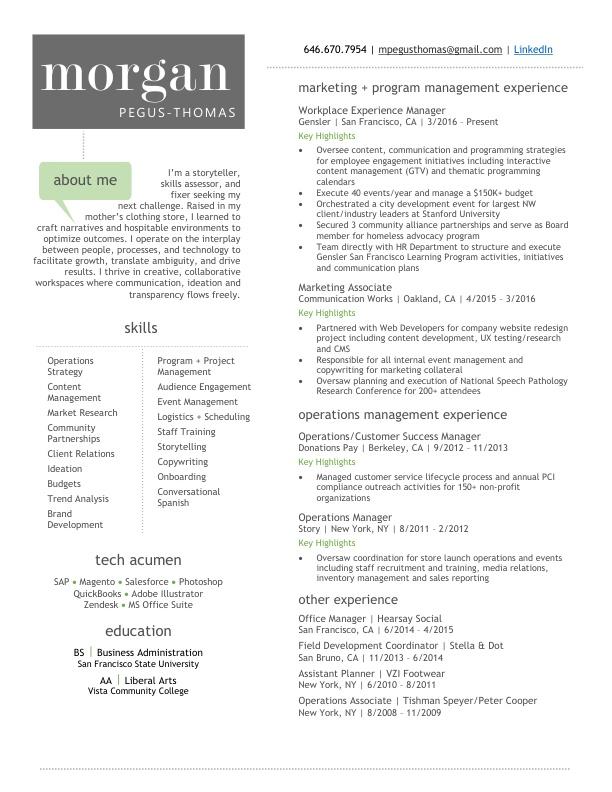 morgan
PEGUS-THOMAS
about me
I'm a storyteller,
skills assessor, and
fixer seeking my
next challenge. Raised in my
mother's clothing store, I learned to
craft narratives and hospitable environments to
optimize outcomes. I operate on the interplay
between people, processes, and technology to
facilitate growth, translate ambiguity, and drive
results. I thrive in creative, collaborative
workspaces where communication, ideation and
transparency flows freely.
skills
Operations
Strategy
Content
Management
Market Research
Community
Partnerships
Client Relations
Ideation
Budgets
Trend Analysis
Brand
Development
Program + Project
Management
Audience Engagement
Event Management
Logistics + Scheduling
Staff Training
Storytelling
Copywriting
Onboarding
Conversational
Spanish
tech acumen
SAP • Magento • Salesforce • Photoshop
QuickBooks • Adobe Illustrator
Zendesk • MS Office Suite
education
BS | Business Administration
San Francisco State University
AA | Liberal Arts
Vista Community College
646.670.7954 | mpegusthomas@gmail.com | LinkedIn
marketing + program management experience
Workplace Experience Manager
Gensler | San Francisco, CA | 3/2016 – Present
Key Highlights
• Oversee content, communication and programming strategies
for employee engagement initiatives including interactive
content management (GTV) and thematic programming
calendars
• Execute 40 events/year and manage a $150K+ budget
• Orchestrated a city development event for largest NW
client/industry leaders at Stanford University
• Secured 3 community alliance partnerships and serve as Board
member for homeless advocacy program
• Team directly with HR Department to structure and execute
Gensler San Francisco Learning Program activities, initiatives
and communication plans
Marketing Associate
Communication Works | Oakland, CA | 4/2015 – 3/2016
Key Highlights
• Partnered with Web Developers for company website redesign
project including content development, UX testing/research
and CMS
• Responsible for all internal event management and
copywriting for marketing collateral
• Oversaw planning and execution of National Speech Pathology
Research Conference for 200+ attendees
operations management experience
Operations/Customer Success Manager
Donations Pay | Berkeley, CA | 9/2012 – 11/2013
Key Highlights
• Managed customer service lifecycle process and annual PCI
compliance outreach activities for 150+ non-profit
organizations
Operations Manager
Story | New York, NY | 8/2011 - 2/2012
Key Highlights
• Oversaw coordination for store launch operations and events
including staff recruitment and training, media relations,
inventory management and sales reporting
other experience
Office Manager | Hearsay Social
San Francisco, CA | 6/2014 – 4/2015
Field Development Coordinator | Stella & Dot
San Bruno, CA | 11/2013 – 6/2014
Assistant Planner | VZI Footwear
New York, NY | 6/2010 – 8/2011
Operations Associate | Tishman Speyer/Peter Cooper
New York, NY | 8/2008 – 11/2009